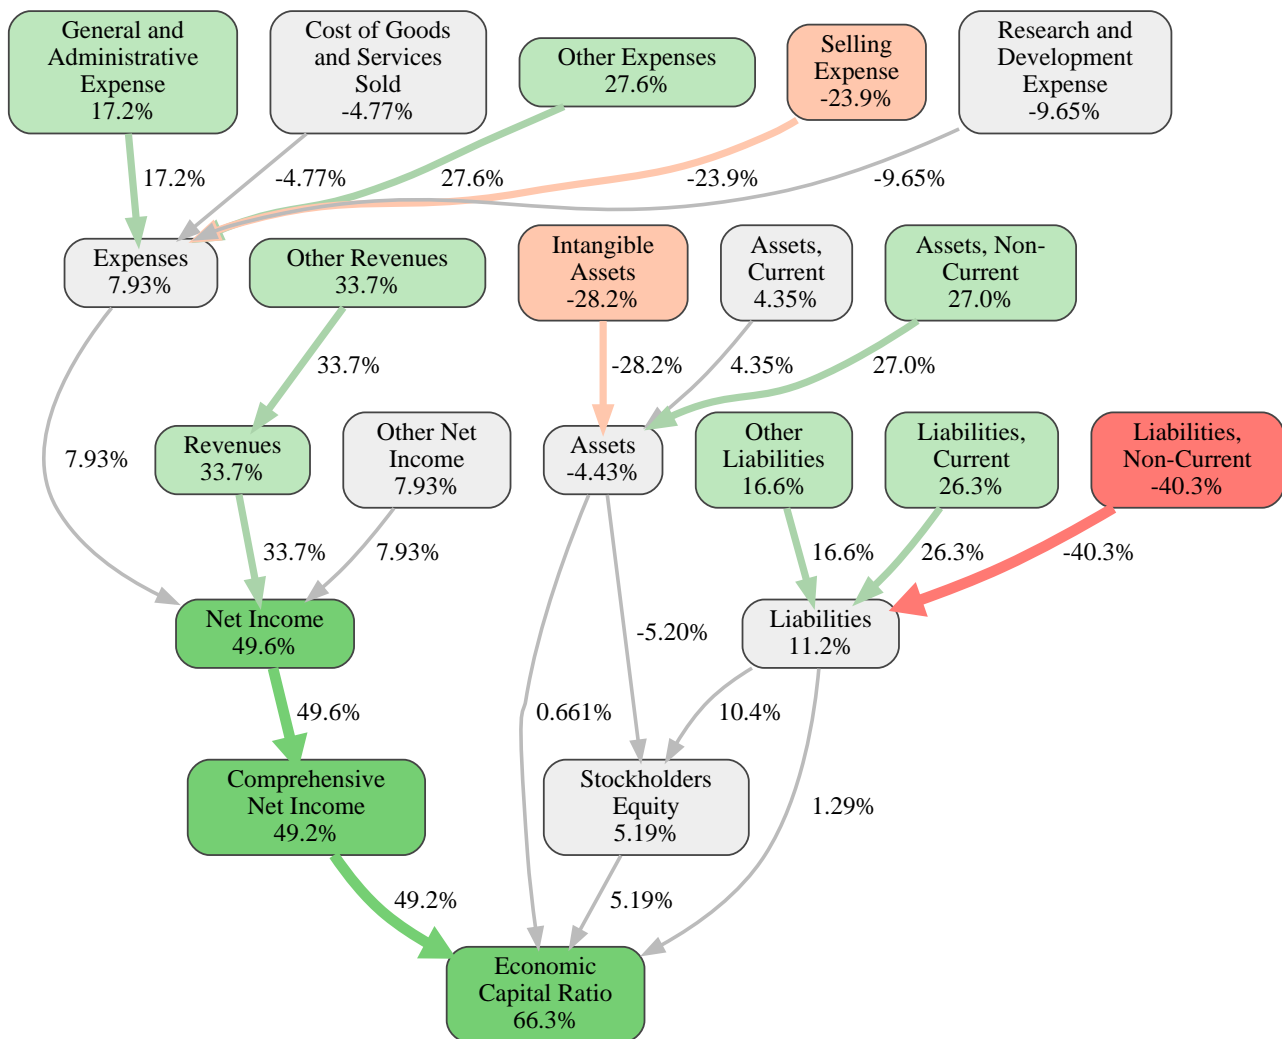 General and
Administrative
Expense
17.2%
Cost of Goods
and Services
Sold
-4.77%
Other Expenses
27.6%
Selling
Expense
-23.9%
Research and
Development
Expense
-9.65%
17.2%
-4.77%
27.6%
-23.9%
-9.65%
Expenses
7.93%
Other Revenues
33.7%
Intangible
Assets
-28.2%
Assets,
Current
4.35%
Assets, Non-
Current
27.0%
33.7%
-28.2%
4.35%
27.0%
7.93%
Revenues
33.7%
Other Net
Income
7.93%
Assets
-4.43%
Other
Liabilities
16.6%
Liabilities,
Current
26.3%
Liabilities,
Non-Current
-40.3%
33.7%
7.93%
16.6%
26.3%
-40.3%
Net Income
49.6%
-5.20%
Liabilities
11.2%
49.6%
0.661%
10.4%
Comprehensive
Net Income
49.2%
Stockholders
Equity
5.19%
1.29%
49.2%
5.19%
Economic
Capital Ratio
66.3%